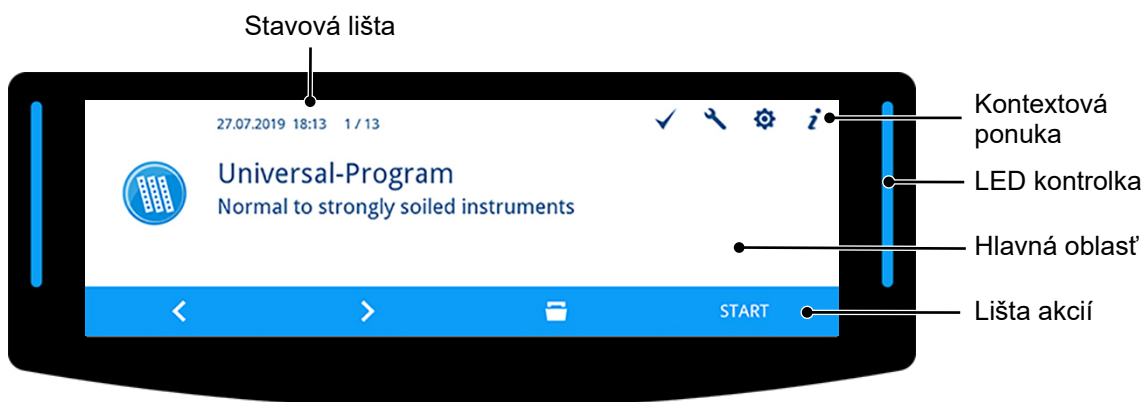 Stavová lišta
27.07.2019 18:13 1 / 13
Kontextová
ponuka
Universal-Program
LED kontrolka
Normal to strongly soiled instruments
Hlavná oblasť
START
Lišta akcií